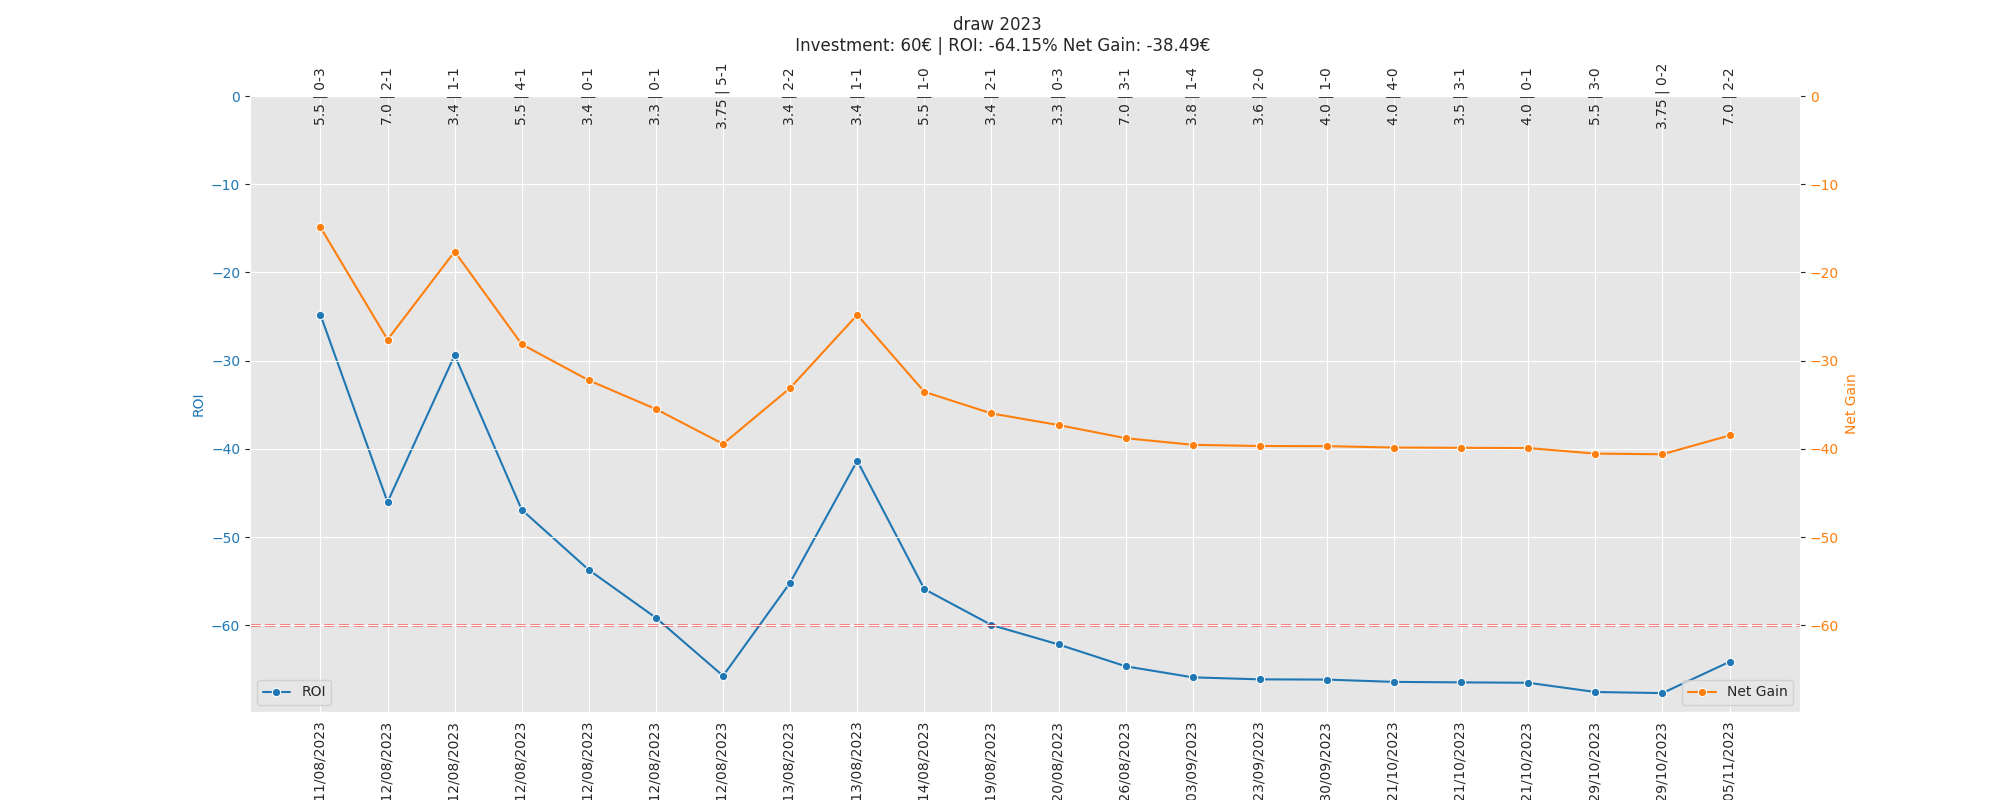 draw 2023
Investment: 60€ | ROI: -64.15% Net Gain: -38.49€
5.5 | 0-3
7.0 | 2-1
3.4 | 1-1
5.5 | 4-1
3.4 | 0-1
3.3 | 0-1
3.75 | 5-1
3.4 | 2-2
3.4 | 1-1
5.5 | 1-0
3.4 | 2-1
3.3 | 0-3
7.0 | 3-1
3.8 | 1-4
3.6 | 2-0
4.0 | 1-0
4.0 | 4-0
3.5 | 3-1
4.0 | 0-1
5.5 | 3-0
3.75 | 0-2
7.0 | 2-2
0
−10
−20
−30
−40
−50
−60
ROI
0
−10
−20
−30
−40
−50
−60
Net Gain
ROI
Net Gain
11/08/2023
12/08/2023
12/08/2023
12/08/2023
12/08/2023
12/08/2023
12/08/2023
13/08/2023
13/08/2023
14/08/2023
19/08/2023
20/08/2023
26/08/2023
03/09/2023
23/09/2023
30/09/2023
21/10/2023
21/10/2023
21/10/2023
29/10/2023
29/10/2023
05/11/2023